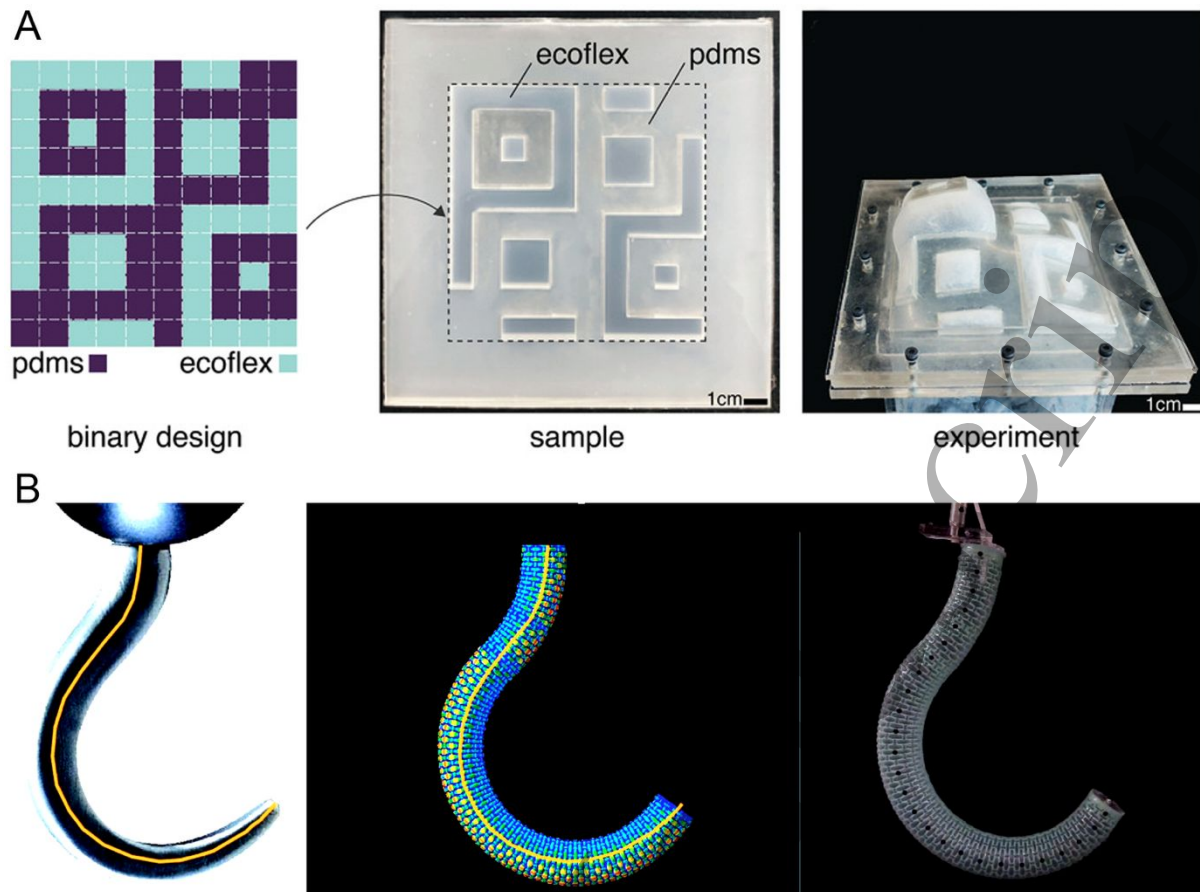 A
ecoflex
pdms
pdms
ecoflex
1cm
1cm
binary design
sample
experiment
B